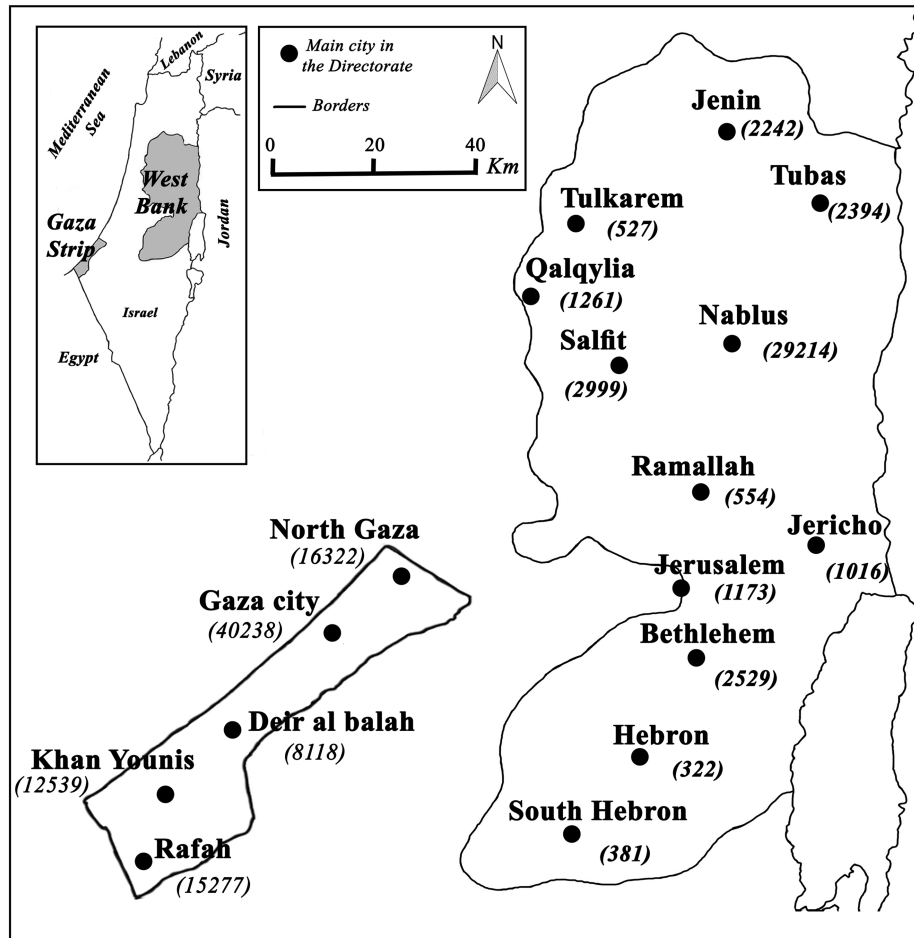 Lebanon
Syria
Mediterranean
Sea
West
Bank
Gaza
Strip
Jordan
Israel
Egypt
Main city in
the Directorate
N
Borders
0 20 40
Km
Jenin
(2242)
Tubas
(2394)
Tulkarem
(527)
Qalqylia
(1261)
Nablus
(29214)
Salfit
(2999)
Ramallah
(554)
Jericho
(1016)
Jerusalem
(1173)
Bethlehem
(2529)
Hebron
(322)
South Hebron
(381)
North Gaza
(16322)
Gaza city
(40238)
Deir al balah
(8118)
Khan Younis
(12539)
Rafah
(15277)